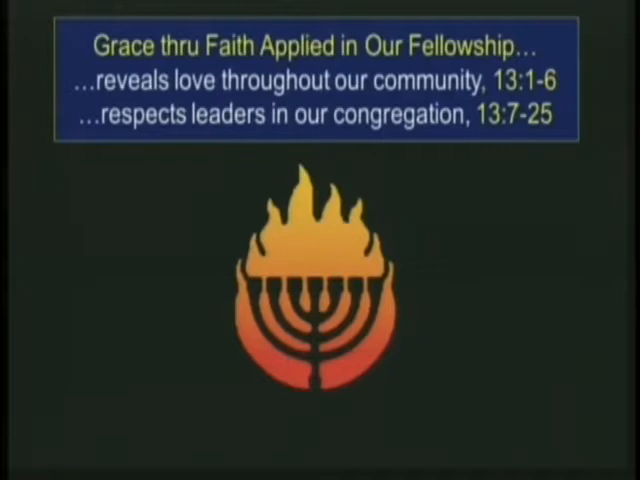 Grace thru Faith Applied in Our Fellowship…
…reveals love throughout our community, 13:1-6
…respects leaders in our congregation, 13:7-25